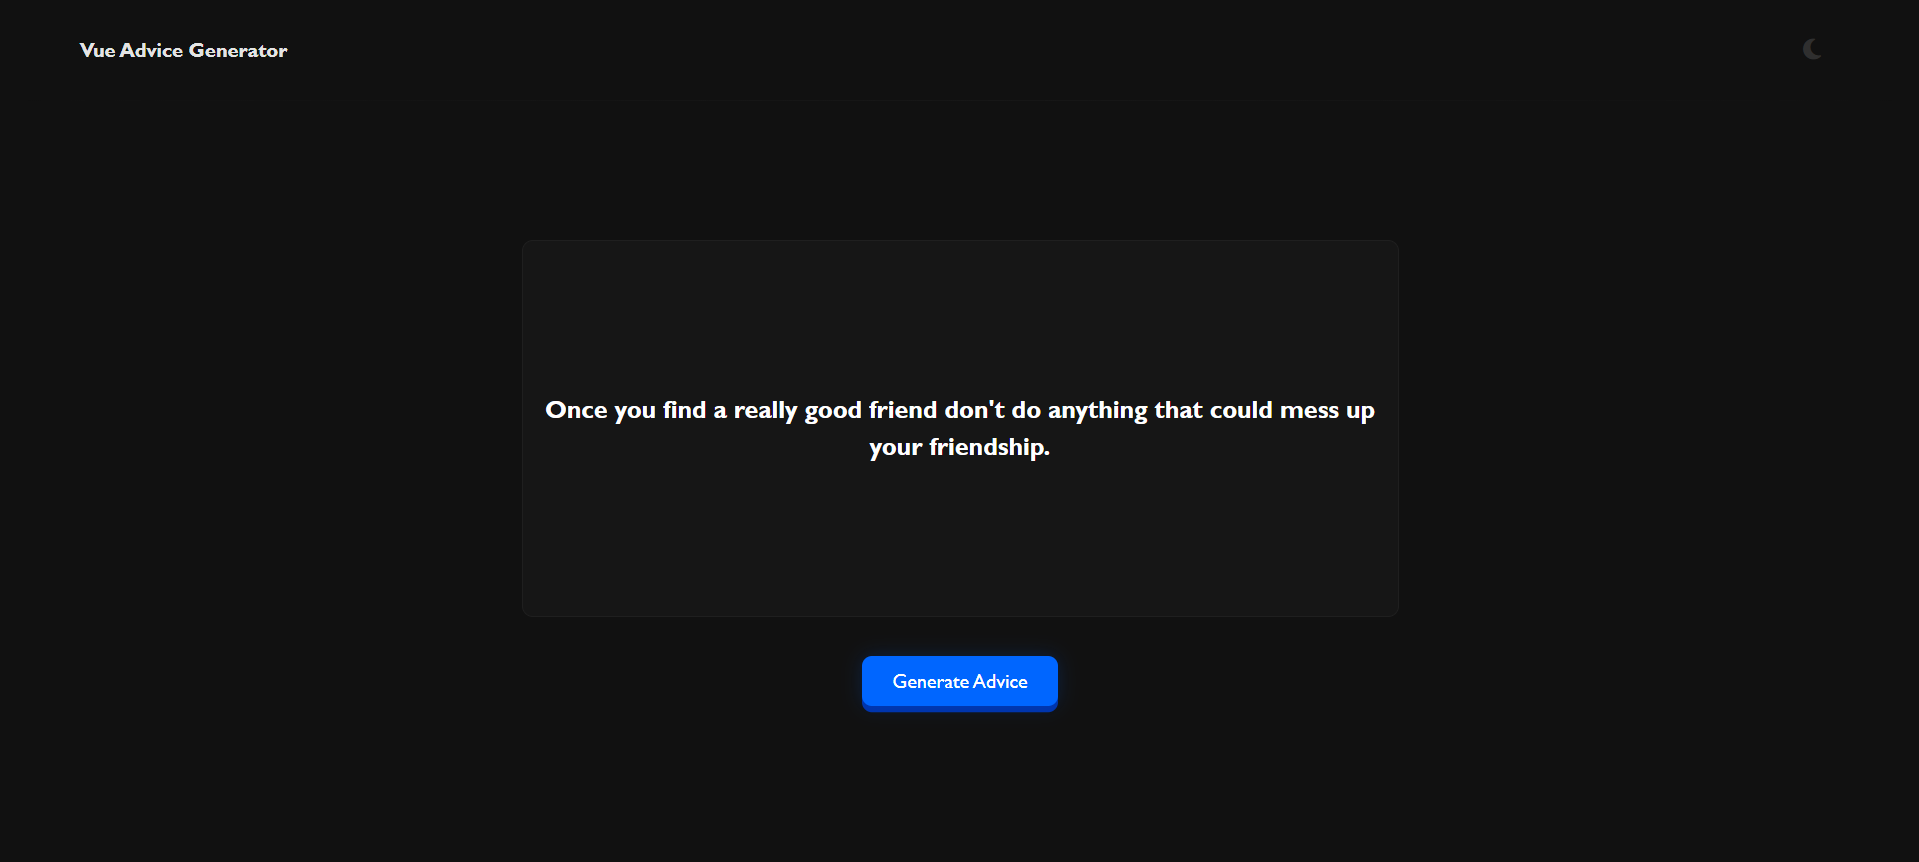 Vue Advice Generator
Once you find a really good friend don't do anything that could mess up
your friendship.
Generate Advice